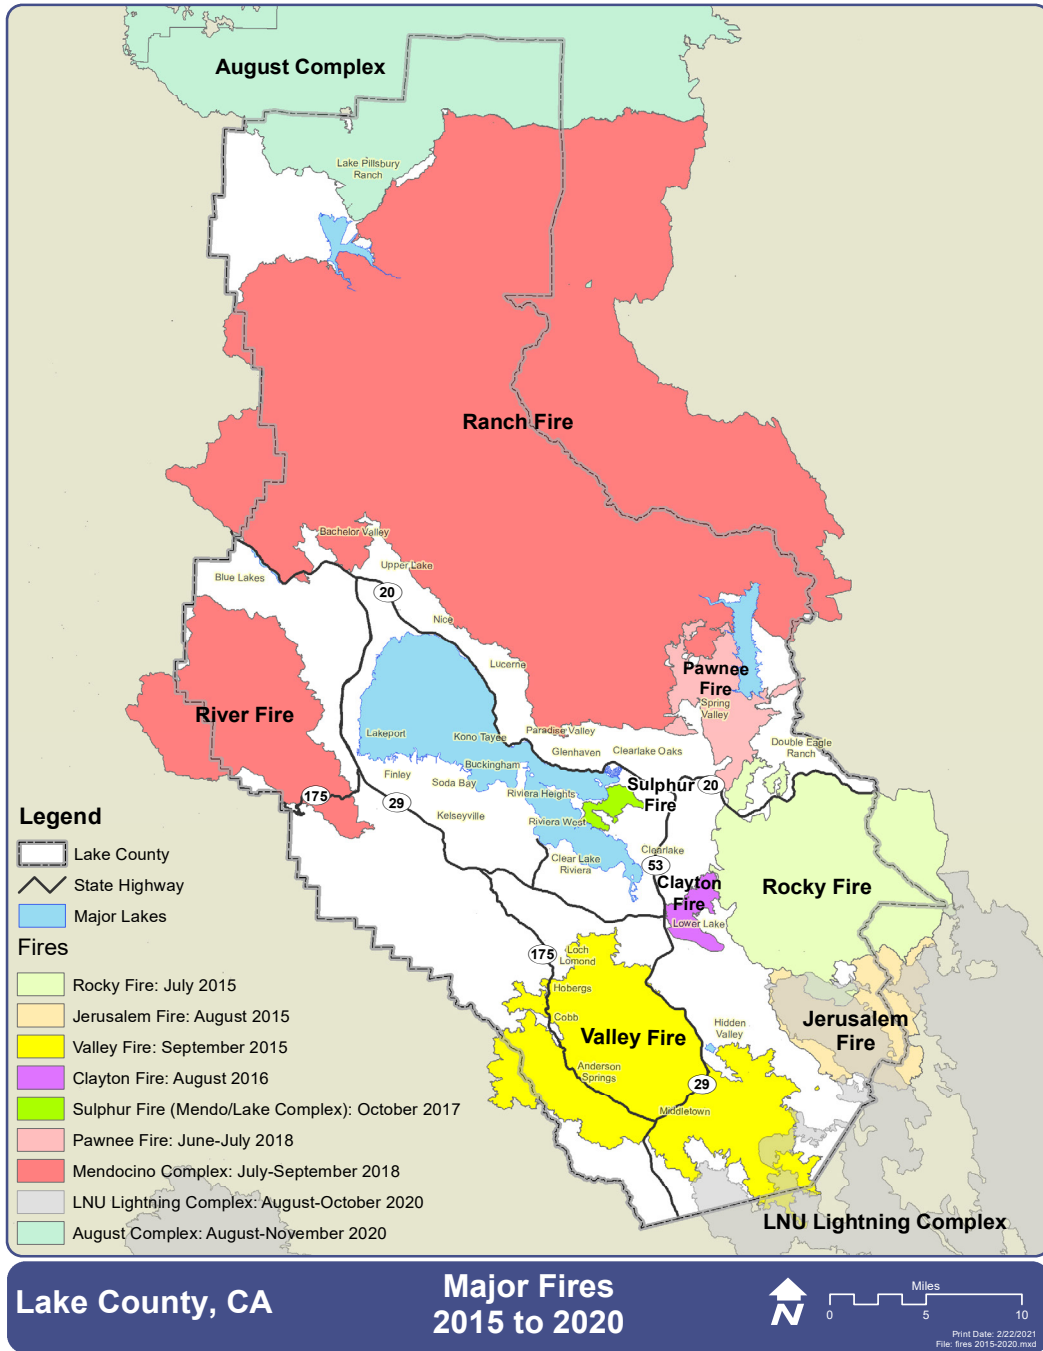 August Complex
Lake Pillsbury
Ranch
Ranch Fire
Bachelor Valley
Upper Lake
Blue Lakes
20
Nice
Lucerne
Pawnee
Fire
Spring
Valley
River Fire
Lakeport
Kono Tayee
Paradise Valley
Glenhaven
Clearlake Oaks
Double Eagle
Ranch
Buckingham
Finley
Soda Bay
Riviera Heights
Sulphur
Fire
20
175
29
Kelseyville
Riviera West
Clear Lake
Riviera
Clearlake
53
Clayton
Fire
Lower Lake
Rocky Fire
175
Loch
Lomond
Hobergs
Cobb
Valley Fire
Hidden
Valley
Jerusalem
Fire
Anderson
Springs
29
Middletown
LNU Lightning Complex
Legend
Lake County
State Highway
Major Lakes
Fires
Rocky Fire: July 2015
Jerusalem Fire: August 2015
Valley Fire: September 2015
Clayton Fire: August 2016
Sulphur Fire (Mendo/Lake Complex): October 2017
Pawnee Fire: June-July 2018
Mendocino Complex: July-September 2018
LNU Lightning Complex: August-October 2020
August Complex: August-November 2020
Lake County, CA
Major Fires
2015 to 2020
N
Miles
0 5 10
Print Date: 2/22/2021
File: fires 2015-2020.mxd